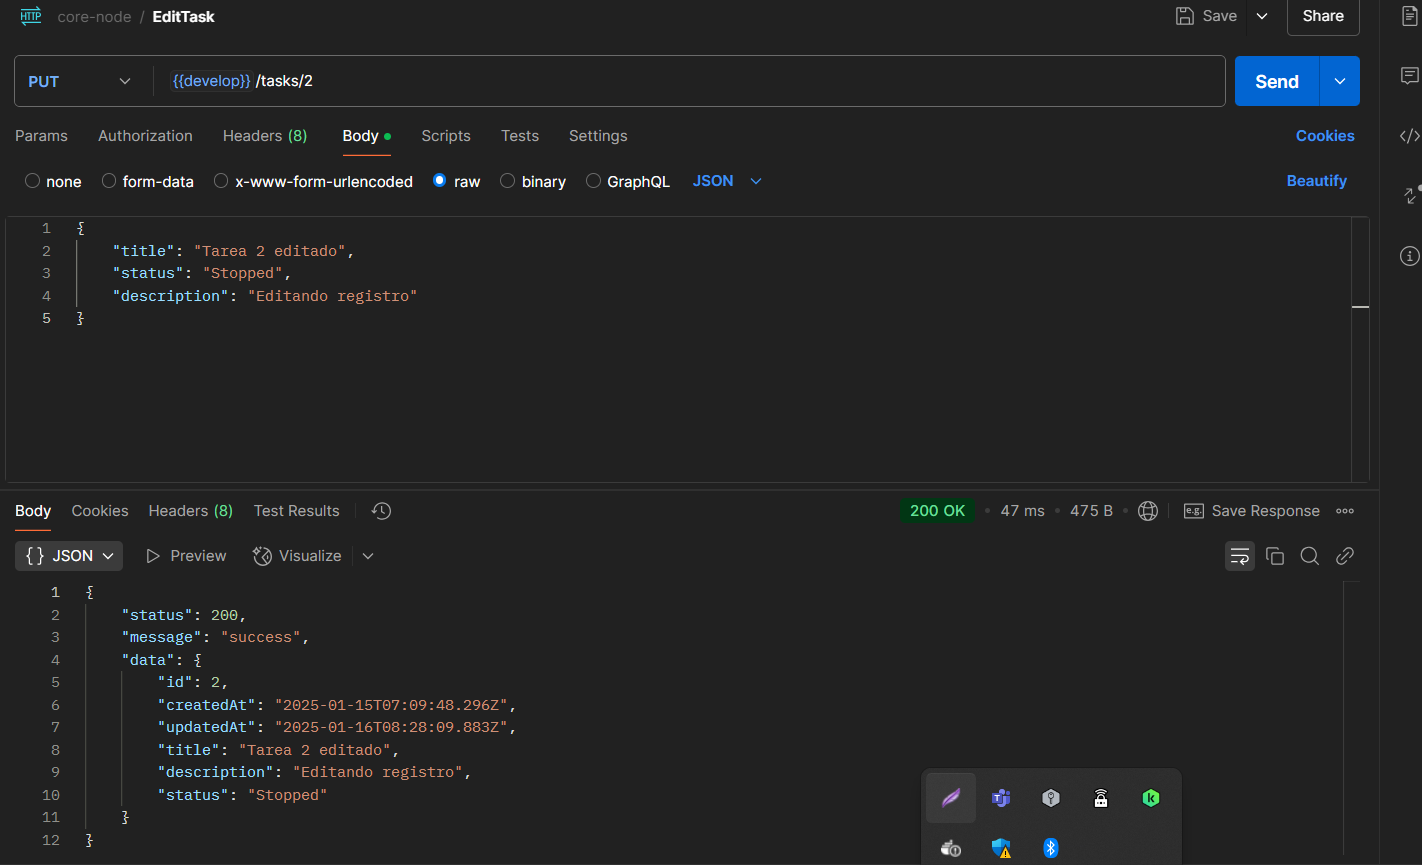 HTTP core-node / EditTask Save Share
PUT {{develop}} /tasks/2 Send
Params Authorization Headers (8) Body Scripts Tests Settings Cookies
none form-data x-www-form-urlencoded raw binary GraphQL JSON Beautify
1 {
2 "title": "Tarea 2 editado",
3 "status": "Stopped",
4 "description": "Editando registro"
5 }
Body Cookies Headers (8) Test Results 200 OK • 47 ms • 475 B • e.g. Save Response
{} JSON Preview Visualize
1 {
2 "status": 200,
3 "message": "success",
4 "data": {
5 "id": 2,
6 "createdAt": "2025-01-15T07:09:48.296Z",
7 "updatedAt": "2025-01-16T08:28:09.883Z",
8 "title": "Tarea 2 editado",
9 "description": "Editando registro",
10 "status": "Stopped"
11 }
12 }